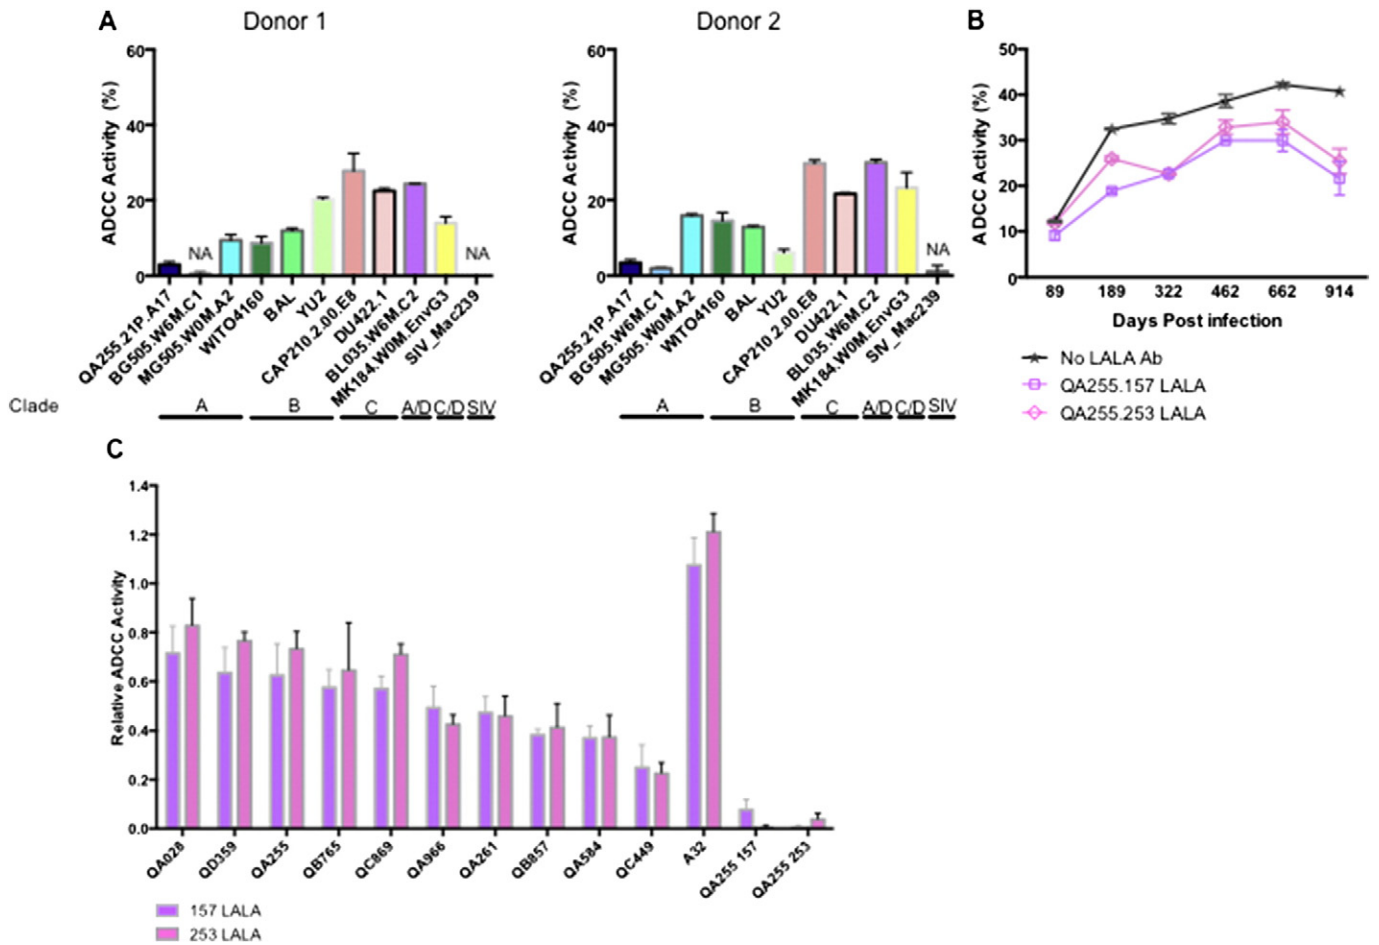 A
Donor 1
ADCC Activity (%)
60
40
20
0
NA
NA
QA255.21P.A17
BG505.W6M.C1
MG505.W0M.A2
WITO4160
BAL
YU2
CAP210.2.00.E8
DU422.1
BL035.W6M.C2
MK184.W0M.EnvG3
SIV_Mac239
Clade
A
B
C
A/D
C/D
SIV
Donor 2
ADCC Activity (%)
60
40
20
0
NA
QA255.21P.A17
BG505.W6M.C1
MG505.W0M.A2
WITO4160
BAL
YU2
CAP210.2.00.E8
DU422.1
BL035.W6M.C2
MK184.W0M.EnvG3
SIV_Mac239
A
B
C
A/D
C/D
SIV
B
ADCC Activity (%)
50
40
30
20
10
0
89
189
322
462
662
914
Days Post infection
No LALA Ab
QA255.157 LALA
QA255.253 LALA
C
Relative ADCC Activity
1.4
1.2
1.0
0.8
0.6
0.4
0.2
0.0
QA028
QD359
QA255
QB765
QC869
QA966
QA261
QB857
QA584
QC449
A32
QA255 157
QA255 253
157 LALA
253 LALA